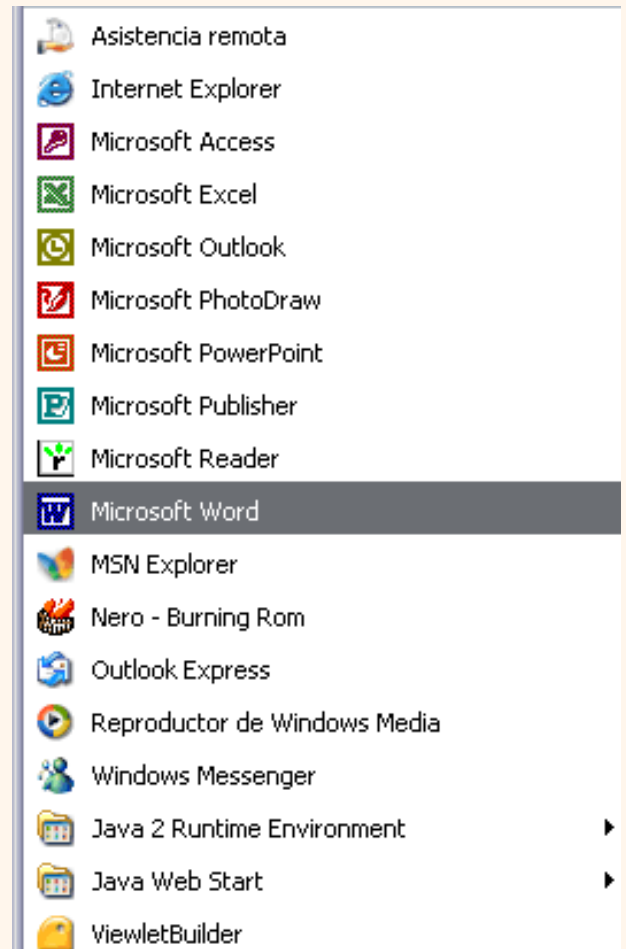 Asistencia remota
Internet Explorer
Microsoft Access
Microsoft Excel
Microsoft Outlook
Microsoft PhotoDraw
Microsoft PowerPoint
Microsoft Publisher
Microsoft Reader
Microsoft Word
MSN Explorer
Nero - Burning Rom
Outlook Express
Reproductor de Windows Media
Windows Messenger
Java 2 Runtime Environment
Java Web Start
ViewletBuilder